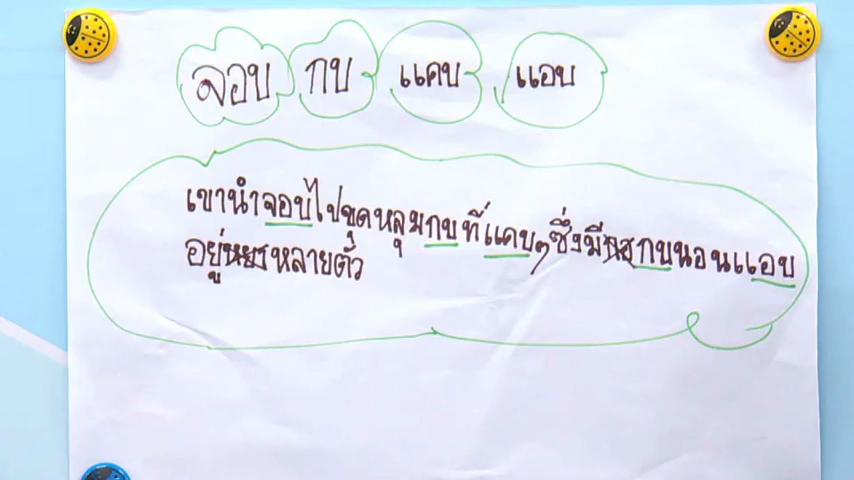 จอบ กบ แคบ แอบ
เขานำจอบไปขุดหลุมกบที่แคบๆซึ่งมีกบนอนแอบ
อยู่หลายตัว